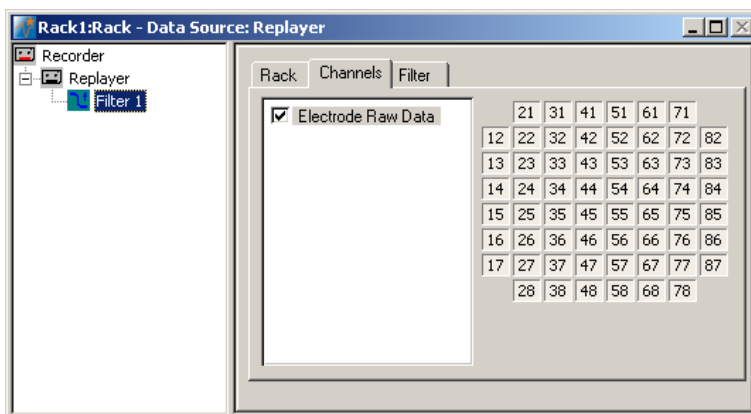 Rack1:Rack - Data Source: Replayer
Recorder
Replayer
Filter 1
Rack Channels Filter
Electrode Raw Data
21 31 41 51 61 71
12 22 32 42 52 62 72 82
13 23 33 43 53 63 73 83
14 24 34 44 54 64 74 84
15 25 35 45 55 65 75 85
16 26 36 46 56 66 76 86
17 27 37 47 57 67 77 87
28 38 48 58 68 78